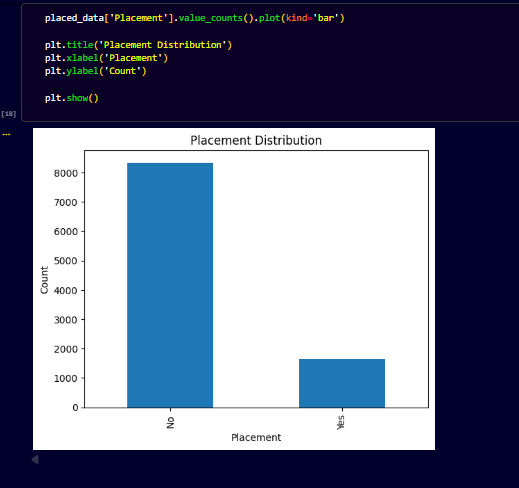 placed_data['Placement'].value_counts().plot(kind='bar')
plt.title('Placement Distribution')
plt.xlabel('Placement')
plt.ylabel('Count')
plt.show()
[18]
...
Placement Distribution
8000
7000
6000
5000
4000
3000
2000
1000
0
Count
No
Yes
Placement